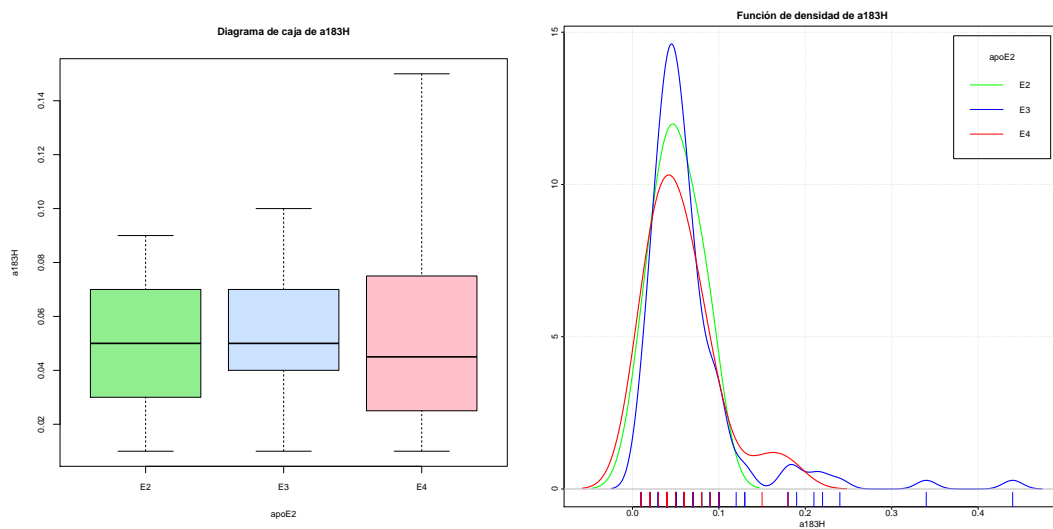 Diagrama de caja de a183H
a183H
0.14
0.12
0.10
0.08
0.06
0.04
0.02
E2
E3
E4
apoE2
Función de densidad de a183H
15
10
5
0
apoE2
E2
E3
E4
0.0
0.1
0.2
0.3
0.4
a183H